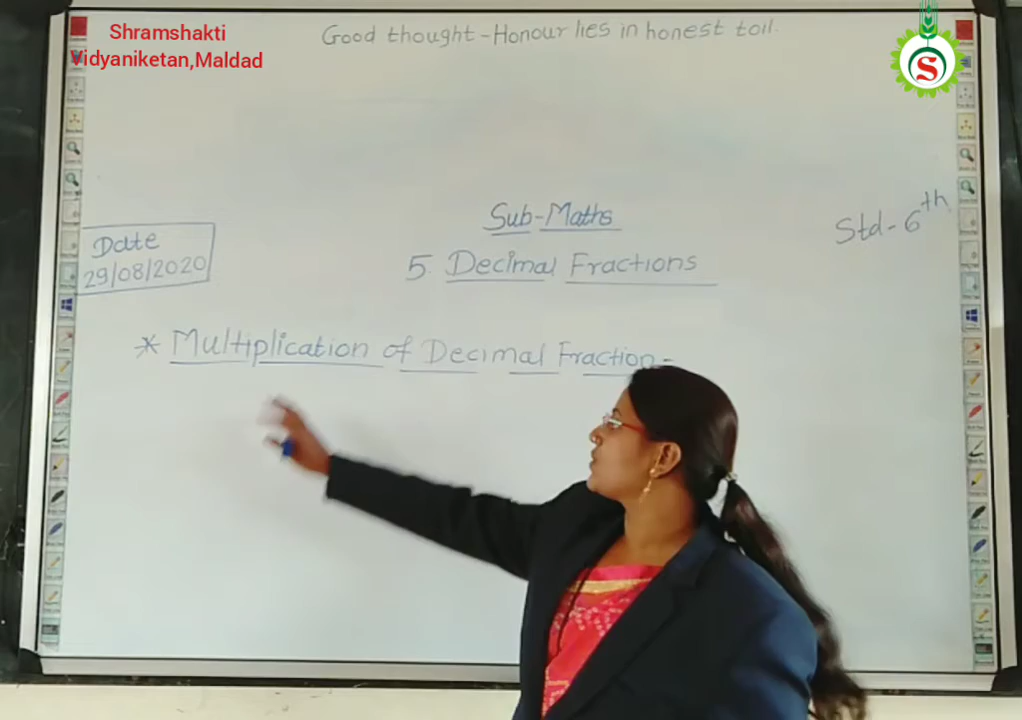 Shramshakti
Vidyaniketan,Maldad
Good thought - Honour lies in honest toil.
S
Sub-Maths
Std- 6th
Date
29/08/2020
5 Decimal Fractions
* Multiplication of Decimal Fraction -